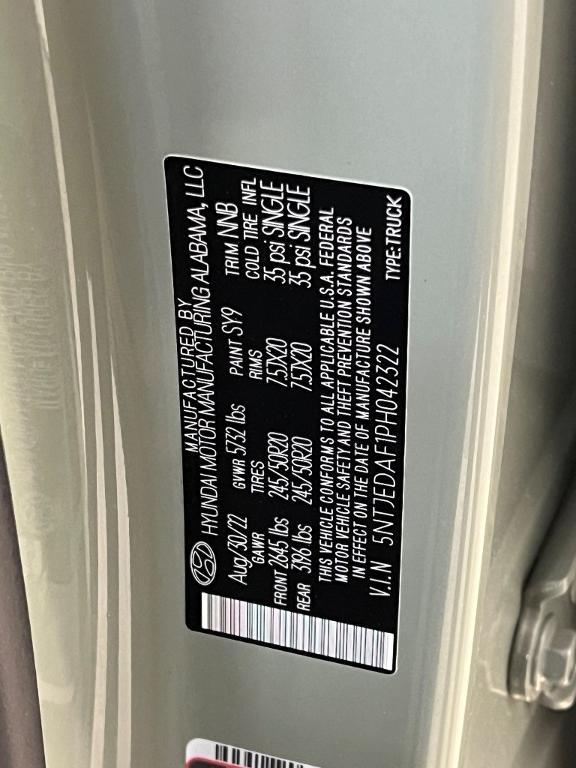 MANUFACTURED BY
HYUNDAI MOTOR MANUFACTURING ALABAMA, LLC
Aug/30/22 GVWR 5732 lbs PAINT SY9 TRIM NNB
GAWR TIRES RIMS COLD TIRE INFL
FRONT 2645 lbs 245/50R20 7.5JX20 35 psi SINGLE
REAR 3196 lbs 245/50R20 7.5JX20 35 psi SINGLE
THIS VEHICLE CONFORMS TO ALL APPLICABLE U.S.A. FEDERAL
MOTOR VEHICLE SAFETY AND THEFT PREVENTION STANDARDS
IN EFFECT ON THE DATE OF MANUFACTURE SHOWN ABOVE
V.I.N 5NTJEDAF1PH042322 TYPE:TRUCK